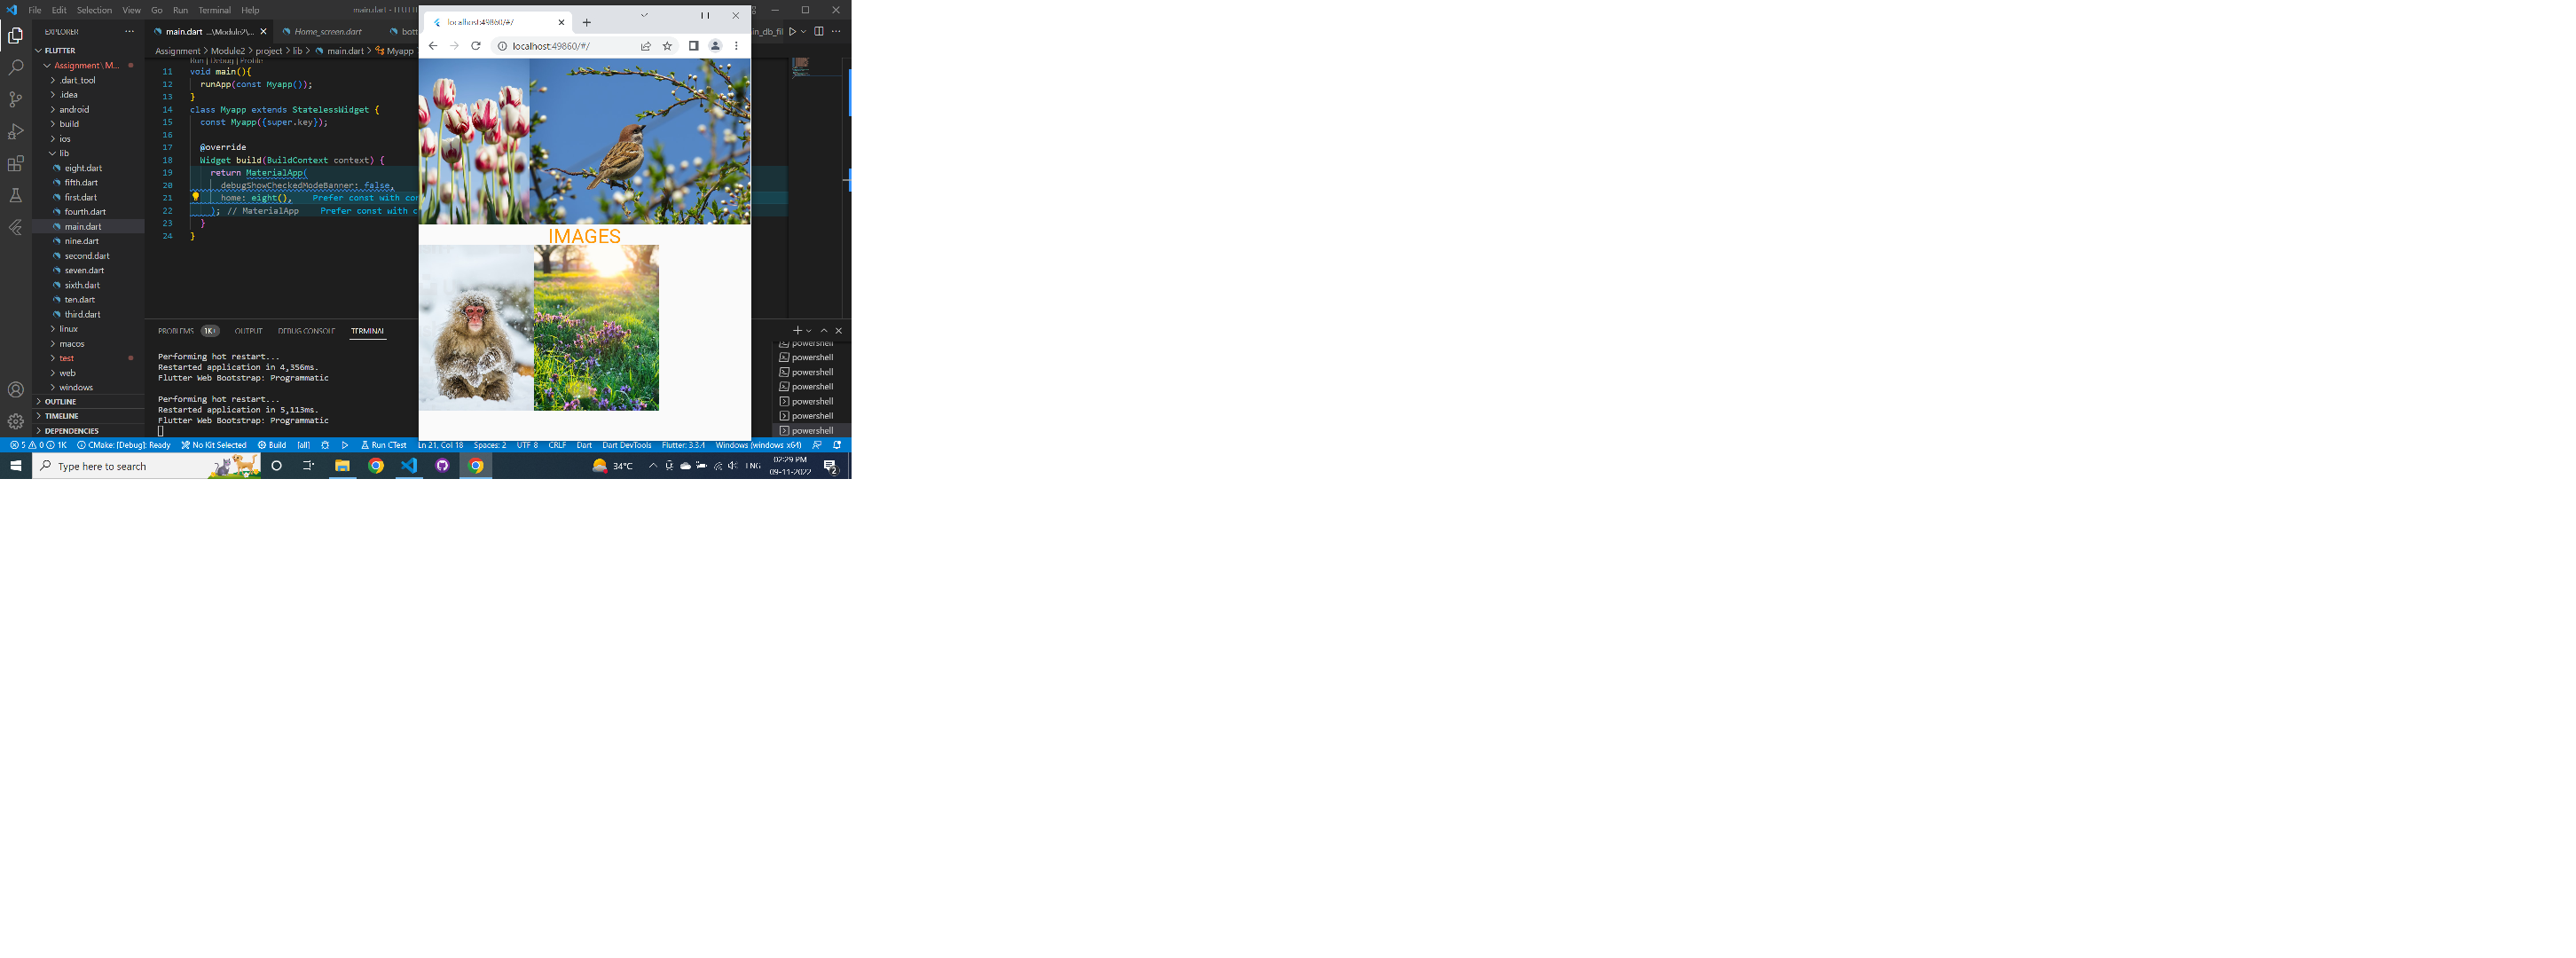 File Edit Selection View Go Run Terminal Help
main.dart -
EXPLORER
FLUTTER
Assignment\M...
.dart_tool
.idea
android
build
ios
lib
eight.dart
fifth.dart
first.dart
fourth.dart
main.dart
nine.dart
second.dart
seven.dart
sixth.dart
ten.dart
third.dart
linux
macos
test
web
windows
OUTLINE
TIMELINE
DEPENDENCIES
main.dart ...\Module2\...
Home_screen.dart
bott
in_db_fil
Assignment > Module2 > project > lib > main.dart > Myapp
Run | Debug | Profile
11 void main(){
12 runApp(const Myapp());
13 }
14 class Myapp extends StatelessWidget {
15 const Myapp({super.key});
16
17 @override
18 Widget build(BuildContext context) {
19 return MaterialApp(
20 debugShowCheckedModeBanner: false,
21 home: eight(), Prefer const with con
22 ); // MaterialApp Prefer const with c
23 }
24 }
localhost:49860/#/
localhost:49860/#/
IMAGES
PROBLEMS 1K+ OUTPUT DEBUG CONSOLE TERMINAL
Performing hot restart...
Restarted application in 4,356ms.
Flutter Web Bootstrap: Programmatic
Performing hot restart...
Restarted application in 5,113ms.
Flutter Web Bootstrap: Programmatic
powershell
powershell
powershell
powershell
powershell
powershell
powershell
5 0 1K CMake: [Debug]: Ready No Kit Selected Build [all] Run CTest Ln 21, Col 18 Spaces: 2 UTF-8 CRLF Dart Dart DevTools Flutter: 3.3.4 Windows (windows-x64)
Type here to search
34°C
ENG
02:29 PM
09-11-2022
2